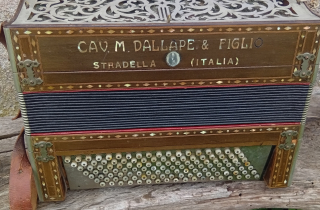 CAV. M. DALLAPE & FIGLIO
STRADELLA (ITALIA)